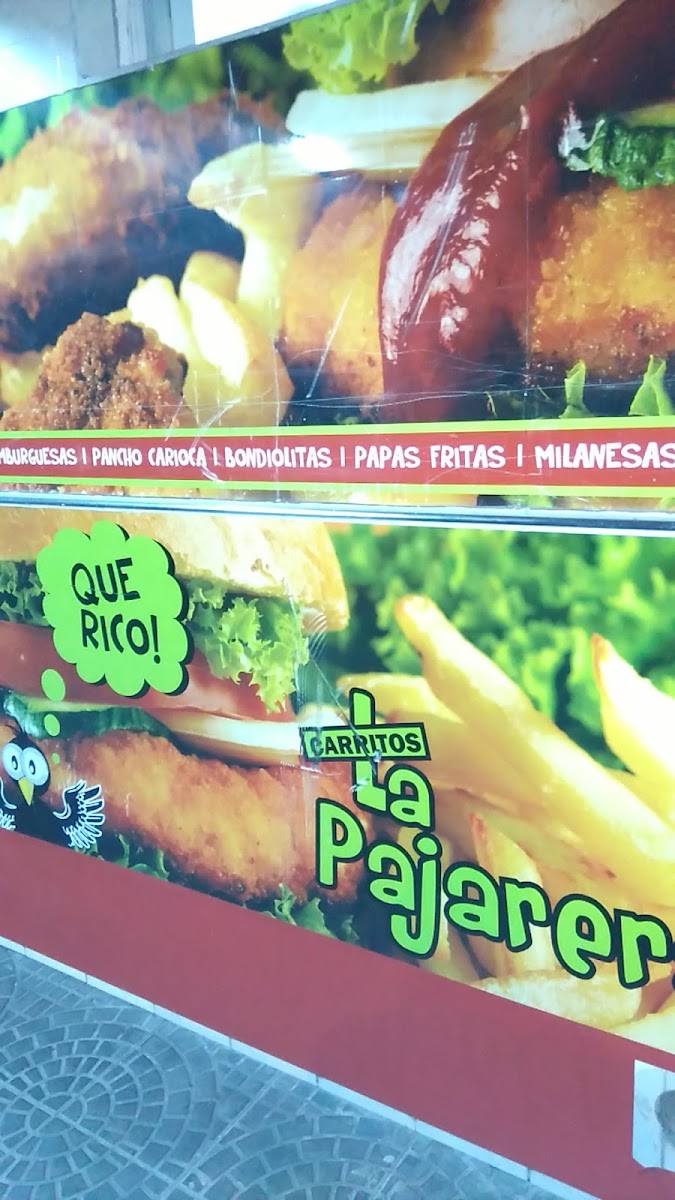 MBURGUESAS | PANCHO CARIOCA | BONDIOLITAS | PAPAS FRITAS | MILANESAS
QUE
RICO!
CARRITOS
La
Pajarer